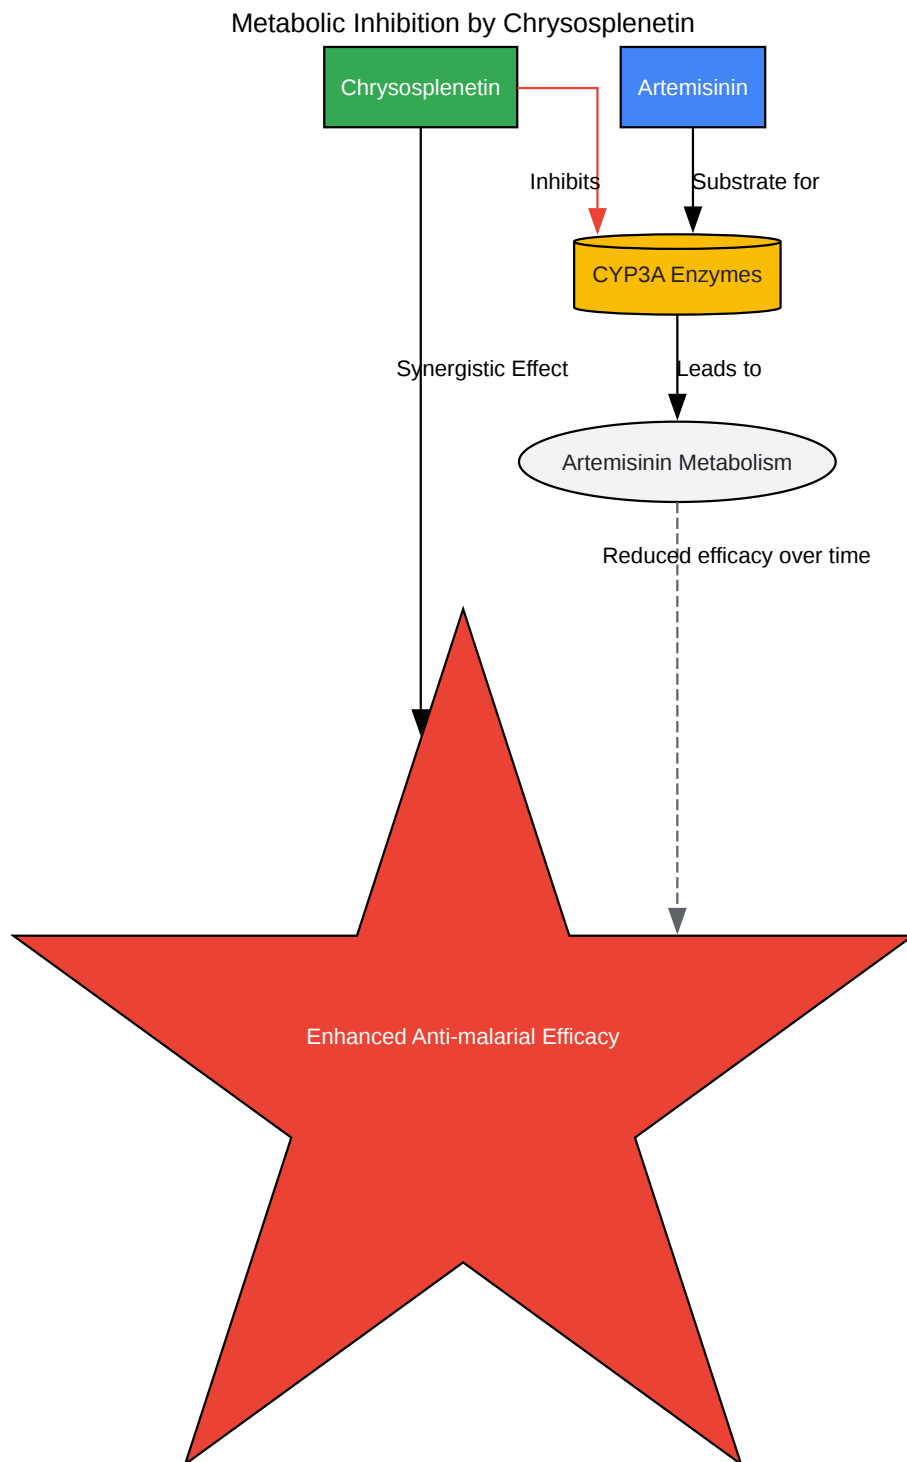 Metabolic Inhibition by Chrysosplenetin
Chrysosplenetin
Artemisinin
Inhibits
Substrate for
CYP3A Enzymes
Synergistic Effect
Leads to
Artemisinin Metabolism
Reduced efficacy over time
Enhanced Anti-malarial Efficacy